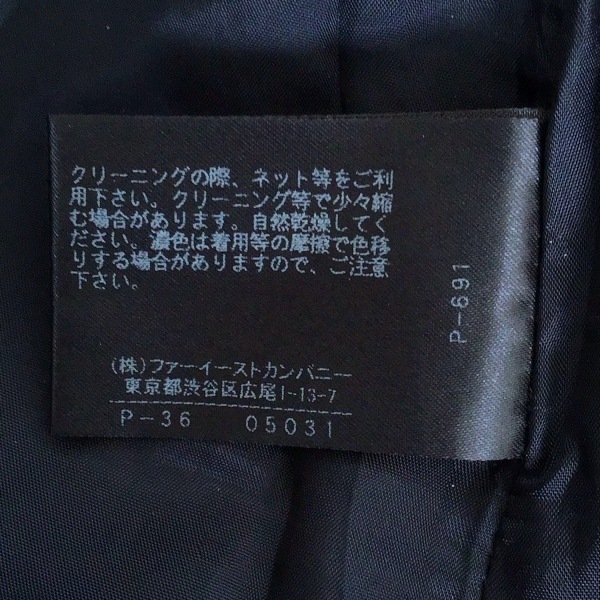 クリーニングの際、ネット等をご利
用下さい。クリーニング等で少々縮
む場合があります。自然乾燥してく
ださい。濃色は着用等の摩擦で色移
りする場合がありますので、ご注意
下さい。
P-691
(株)ファーイーストカンパニー
東京都渋谷区広尾1-13-7
P-36 05031